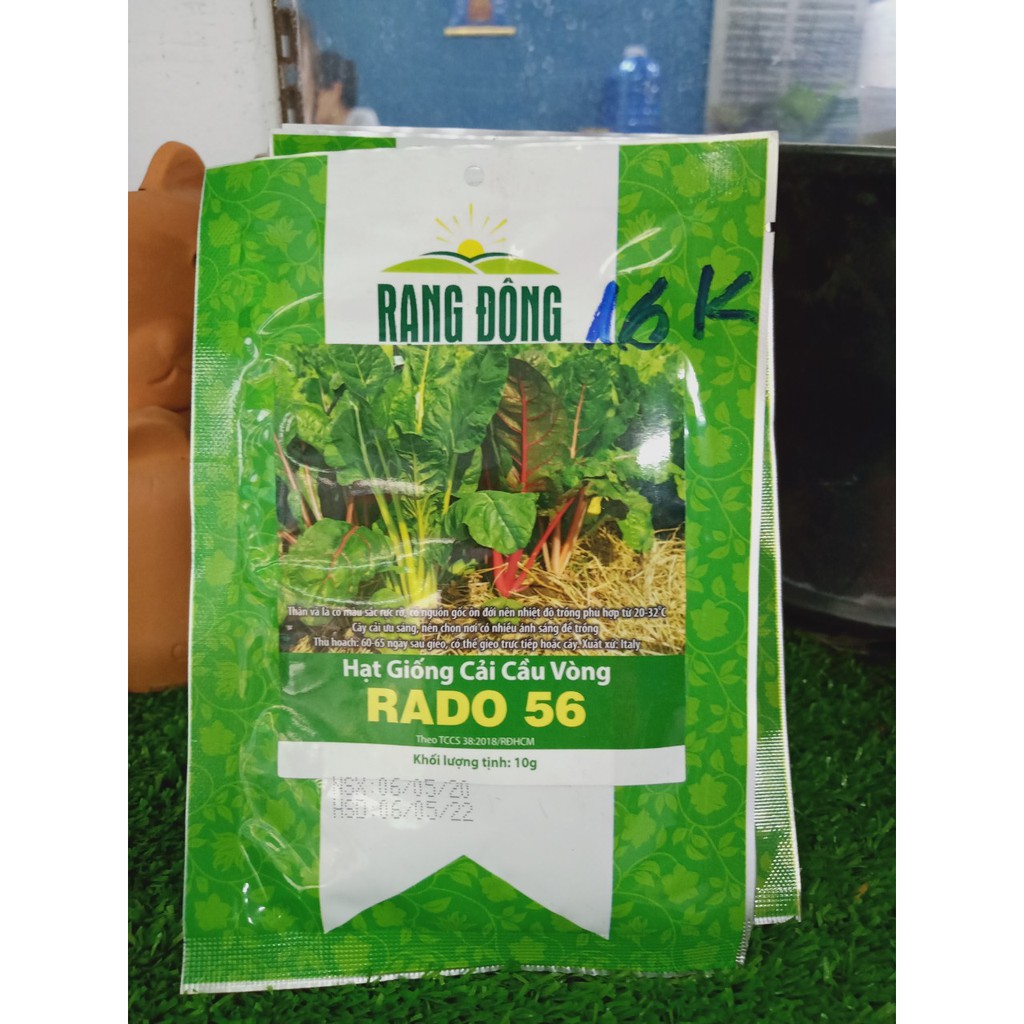 RẠNG ĐÔNG
16K
Thân và lá có màu sắc rực rỡ, có nguồn gốc ôn đới nên nhiệt độ trồng phù hợp từ 20-32°C
Cây cải ưu sáng, nên chọn nơi có nhiều ánh sáng để trồng
Thu hoạch: 60-65 ngày sau gieo, có thể gieo trực tiếp hoặc cấy. Xuất xứ: Italy
Hạt Giống Cải Cầu Vồng
RADO 56
Theo TCCS 38:2018/RĐHCM
Khối lượng tịnh: 10g
NSX:06/05/20
HSD:06/05/22